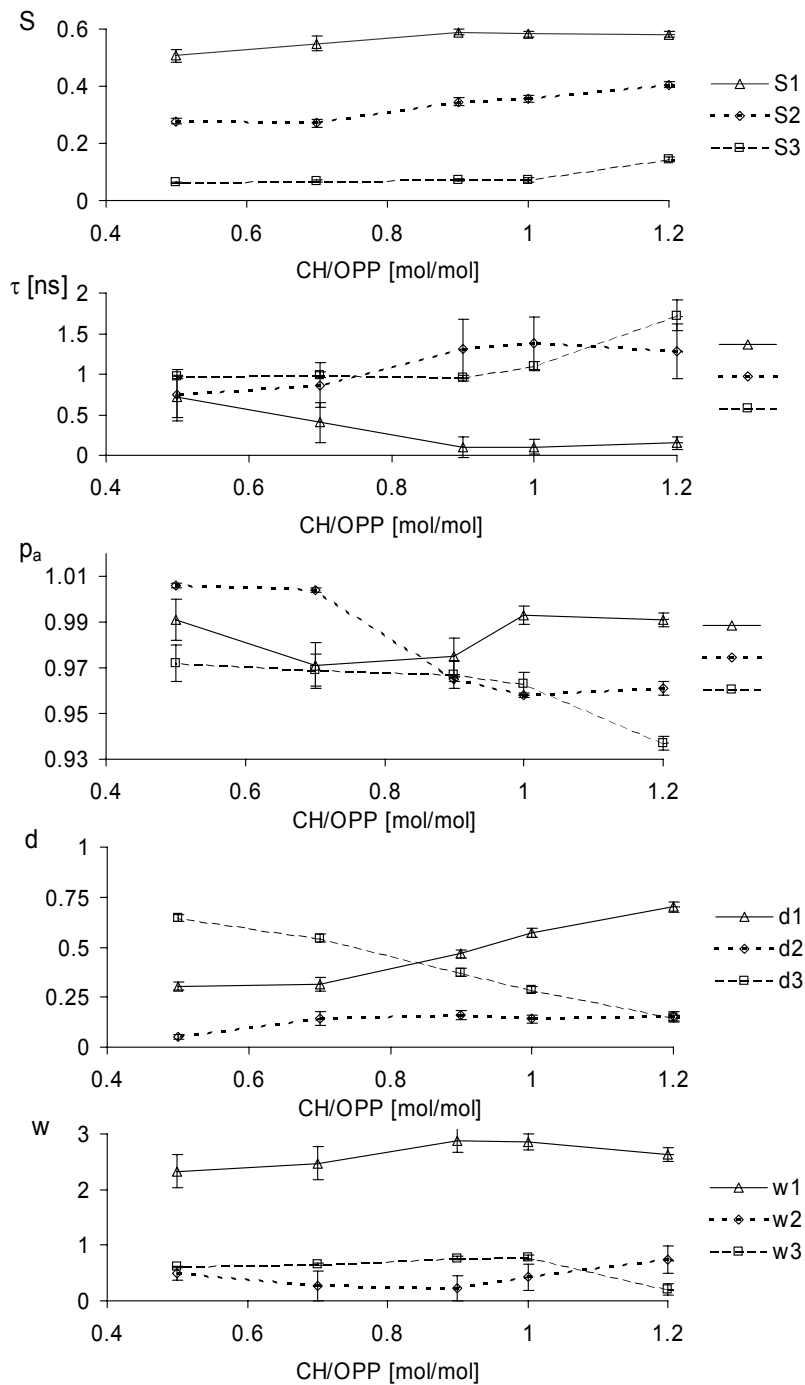 S
0.6
0.4
0.2
0
0.4 0.6 0.8 1 1.2
CH/OPP [mol/mol]
S1
S2
S3
τ [ns]
2
1.5
1
0.5
0
0.4 0.6 0.8 1 1.2
CH/OPP [mol/mol]
pₐ
1.01
0.99
0.97
0.95
0.93
0.4 0.6 0.8 1 1.2
CH/OPP [mol/mol]
d
1
0.75
0.5
0.25
0
0.4 0.6 0.8 1 1.2
CH/OPP [mol/mol]
d1
d2
d3
w
3
2
1
0
0.4 0.6 0.8 1 1.2
CH/OPP [mol/mol]
w1
w2
w3